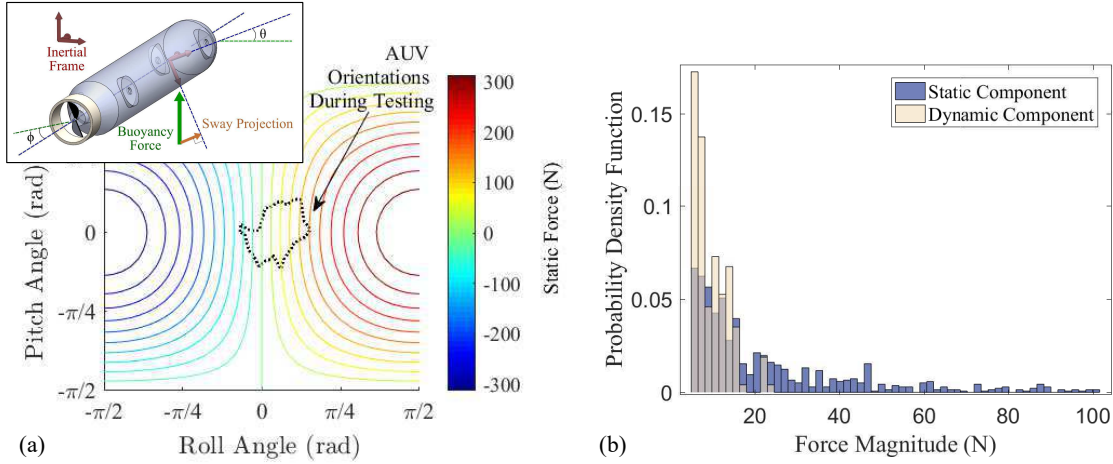 Inertial
Frame
θ
ϕ
Buoyancy
Force
Sway Projection
AUV
Orientations
During Testing
Pitch Angle (rad)
0
-π/4
-π/2
-π/2
-π/4
0
π/4
π/2
Roll Angle (rad)
300
200
100
0
-100
-200
-300
Static Force (N)
(a)
Static Component
Dynamic Component
Probability Density Function
0.15
0.1
0.05
0
20
40
60
80
100
Force Magnitude (N)
(b)